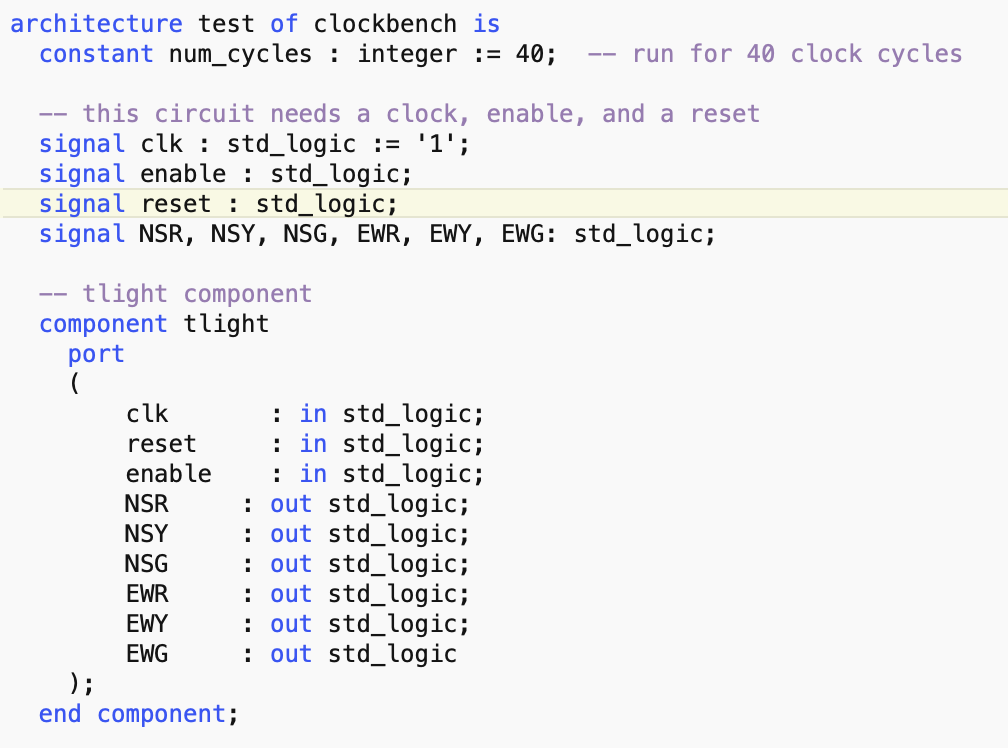 architecture test of clockbench is
  constant num_cycles : integer := 40;  -- run for 40 clock cycles

  -- this circuit needs a clock, enable, and a reset
  signal clk : std_logic := '1';
  signal enable : std_logic;
  signal reset : std_logic;
  signal NSR, NSY, NSG, EWR, EWY, EWG: std_logic;

  -- tlight component
  component tlight
    port
    (
        clk       : in std_logic;
        reset     : in std_logic;
        enable    : in std_logic;
        NSR     : out std_logic;
        NSY     : out std_logic;
        NSG     : out std_logic;
        EWR     : out std_logic;
        EWY     : out std_logic;
        EWG     : out std_logic
    );
  end component;